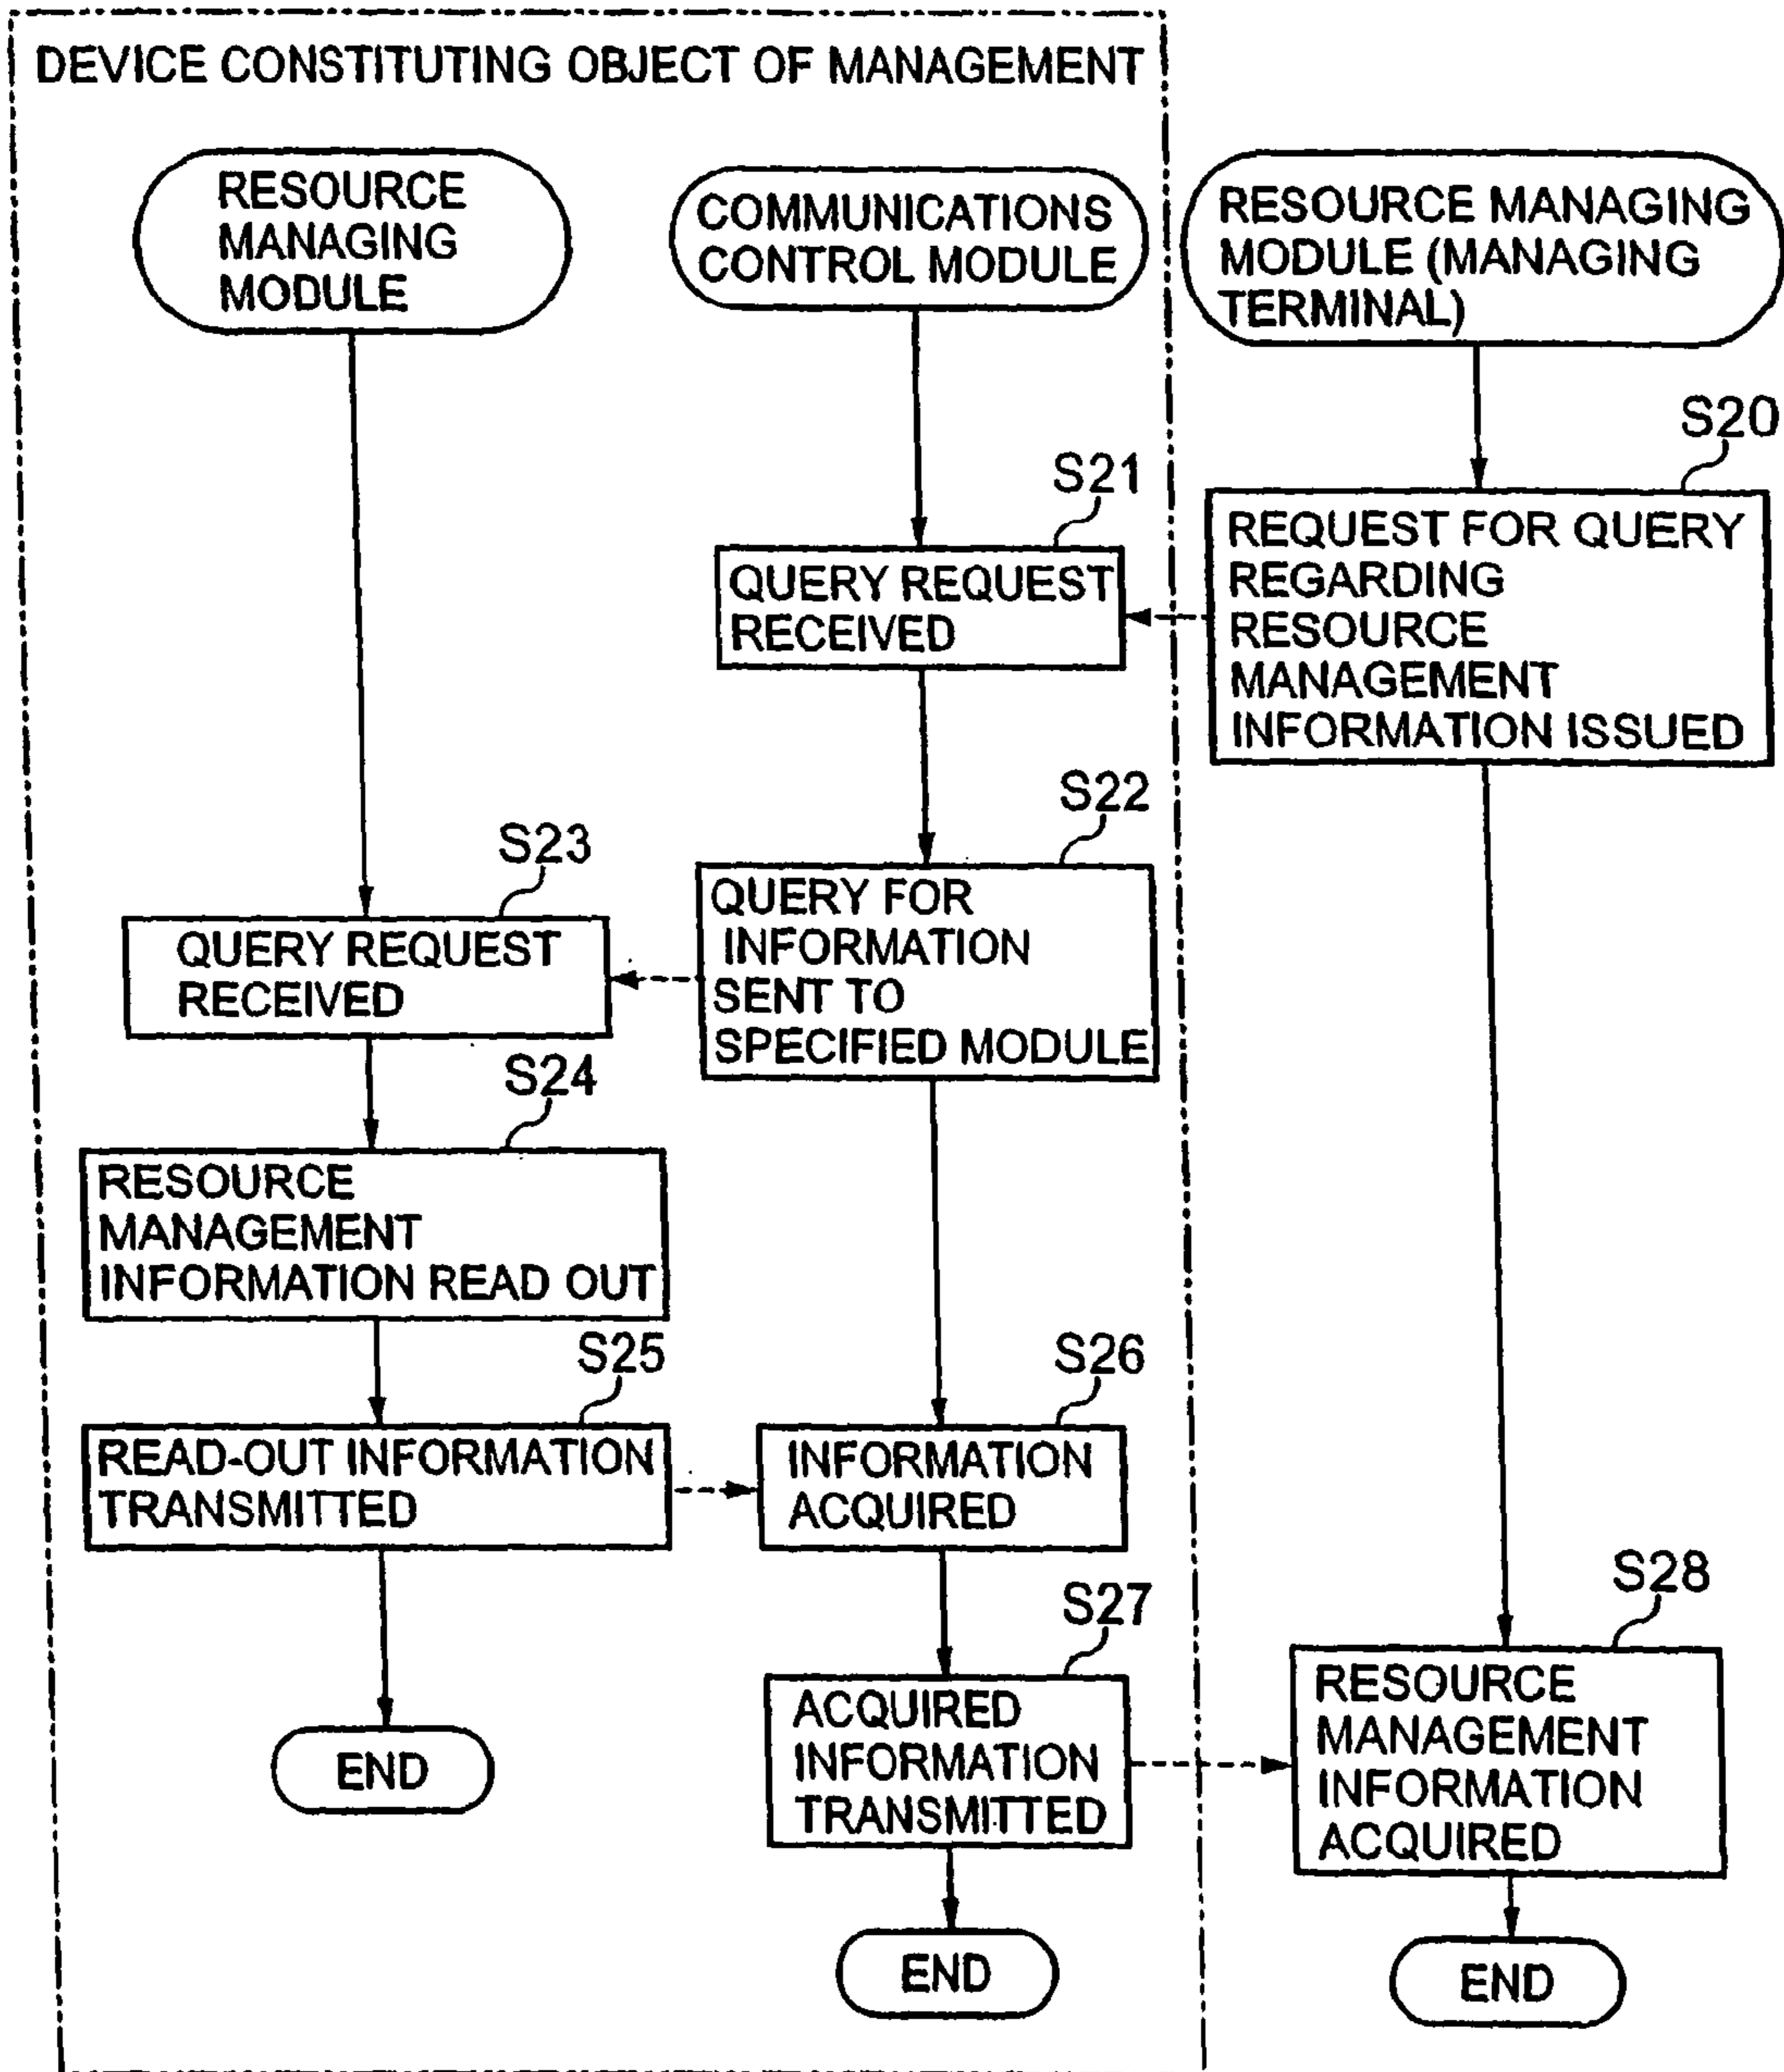 DEVICE CONSTITUTING OBJECT OF MANAGEMENT
RESOURCE
MANAGING
MODULE
COMMUNICATIONS
CONTROL MODULE
RESOURCE MANAGING
MODULE (MANAGING
TERMINAL)
S20
REQUEST FOR QUERY
REGARDING
RESOURCE
MANAGEMENT
INFORMATION ISSUED
S21
QUERY REQUEST
RECEIVED
S22
QUERY FOR
INFORMATION
SENT TO
SPECIFIED MODULE
S23
QUERY REQUEST
RECEIVED
S24
RESOURCE
MANAGEMENT
INFORMATION READ OUT
S25
READ-OUT INFORMATION
TRANSMITTED
S26
INFORMATION
ACQUIRED
S27
ACQUIRED
INFORMATION
TRANSMITTED
S28
RESOURCE
MANAGEMENT
INFORMATION
ACQUIRED
END
END
END